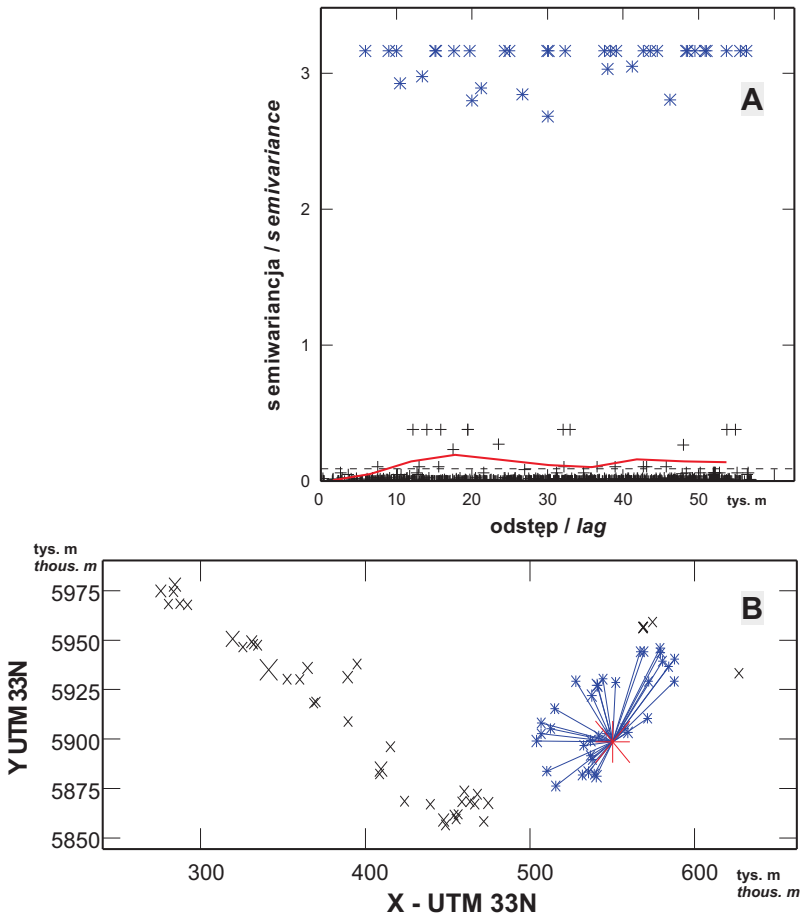 3
A
2
semiwariancja / semivariance
1
0
0 10 20 30 40 50 tys. m
odstęp / lag
tys. m
thous. m
5975
B
5950
5925
Y UTM 33N
5900
5875
5850
300 400 500 600 tys. m
thous. m
X - UTM 33N